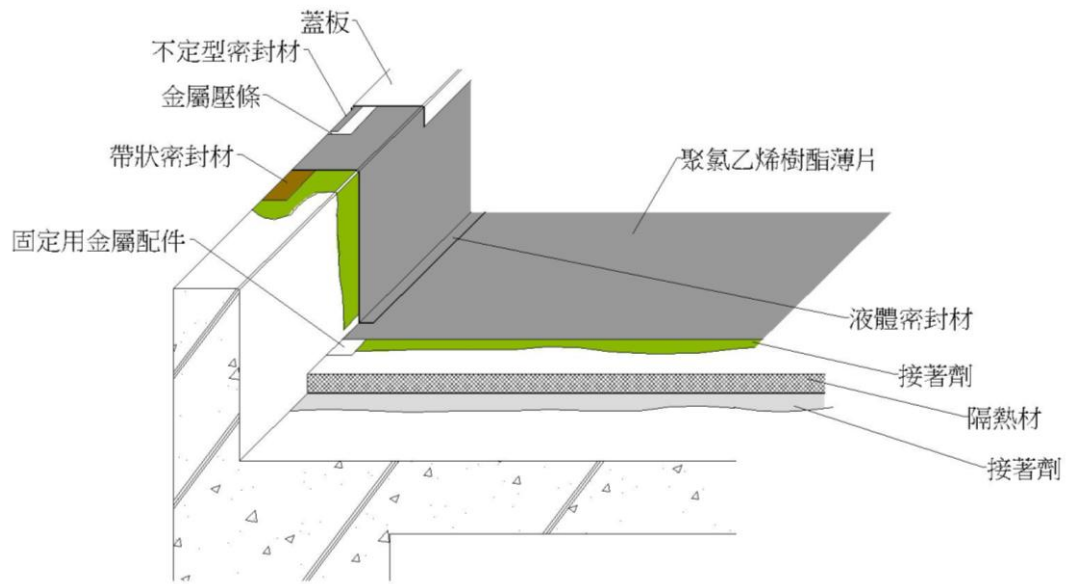 蓋板
不定型密封材
金屬壓條
帶狀密封材
聚氯乙烯樹酯薄片
固定用金屬配件
液體密封材
接著劑
隔熱材
接著劑